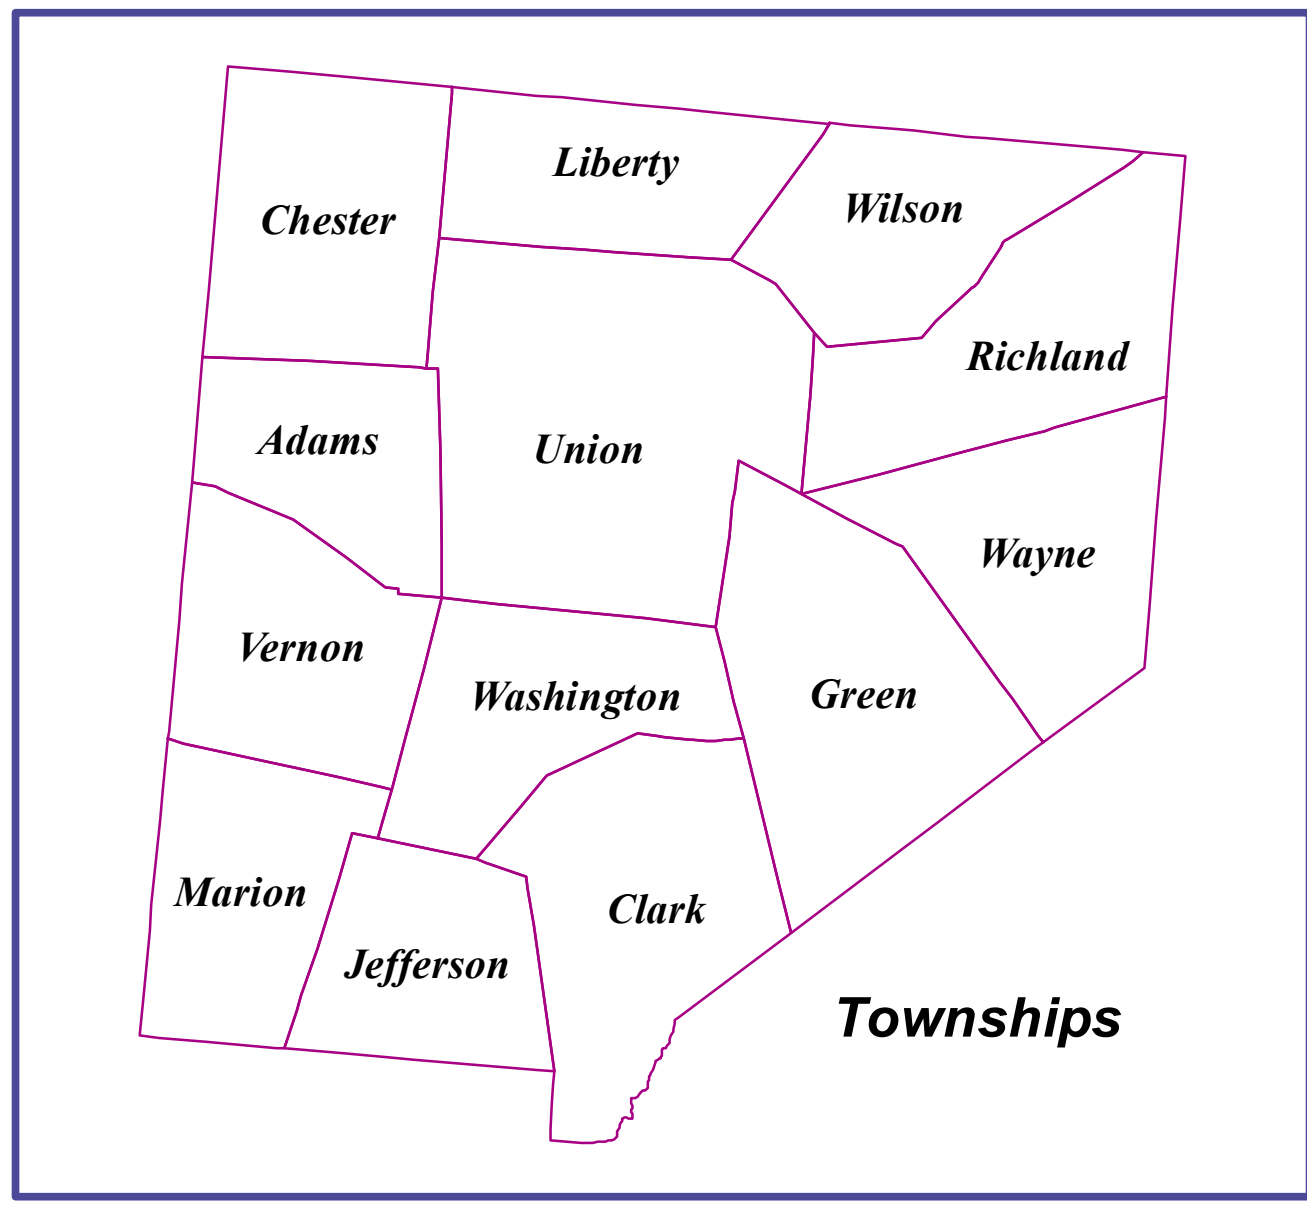 Liberty
Wilson
Chester
Richland
Adams
Union
Wayne
Vernon
Washington
Green
Marion
Clark
Jefferson
Townships